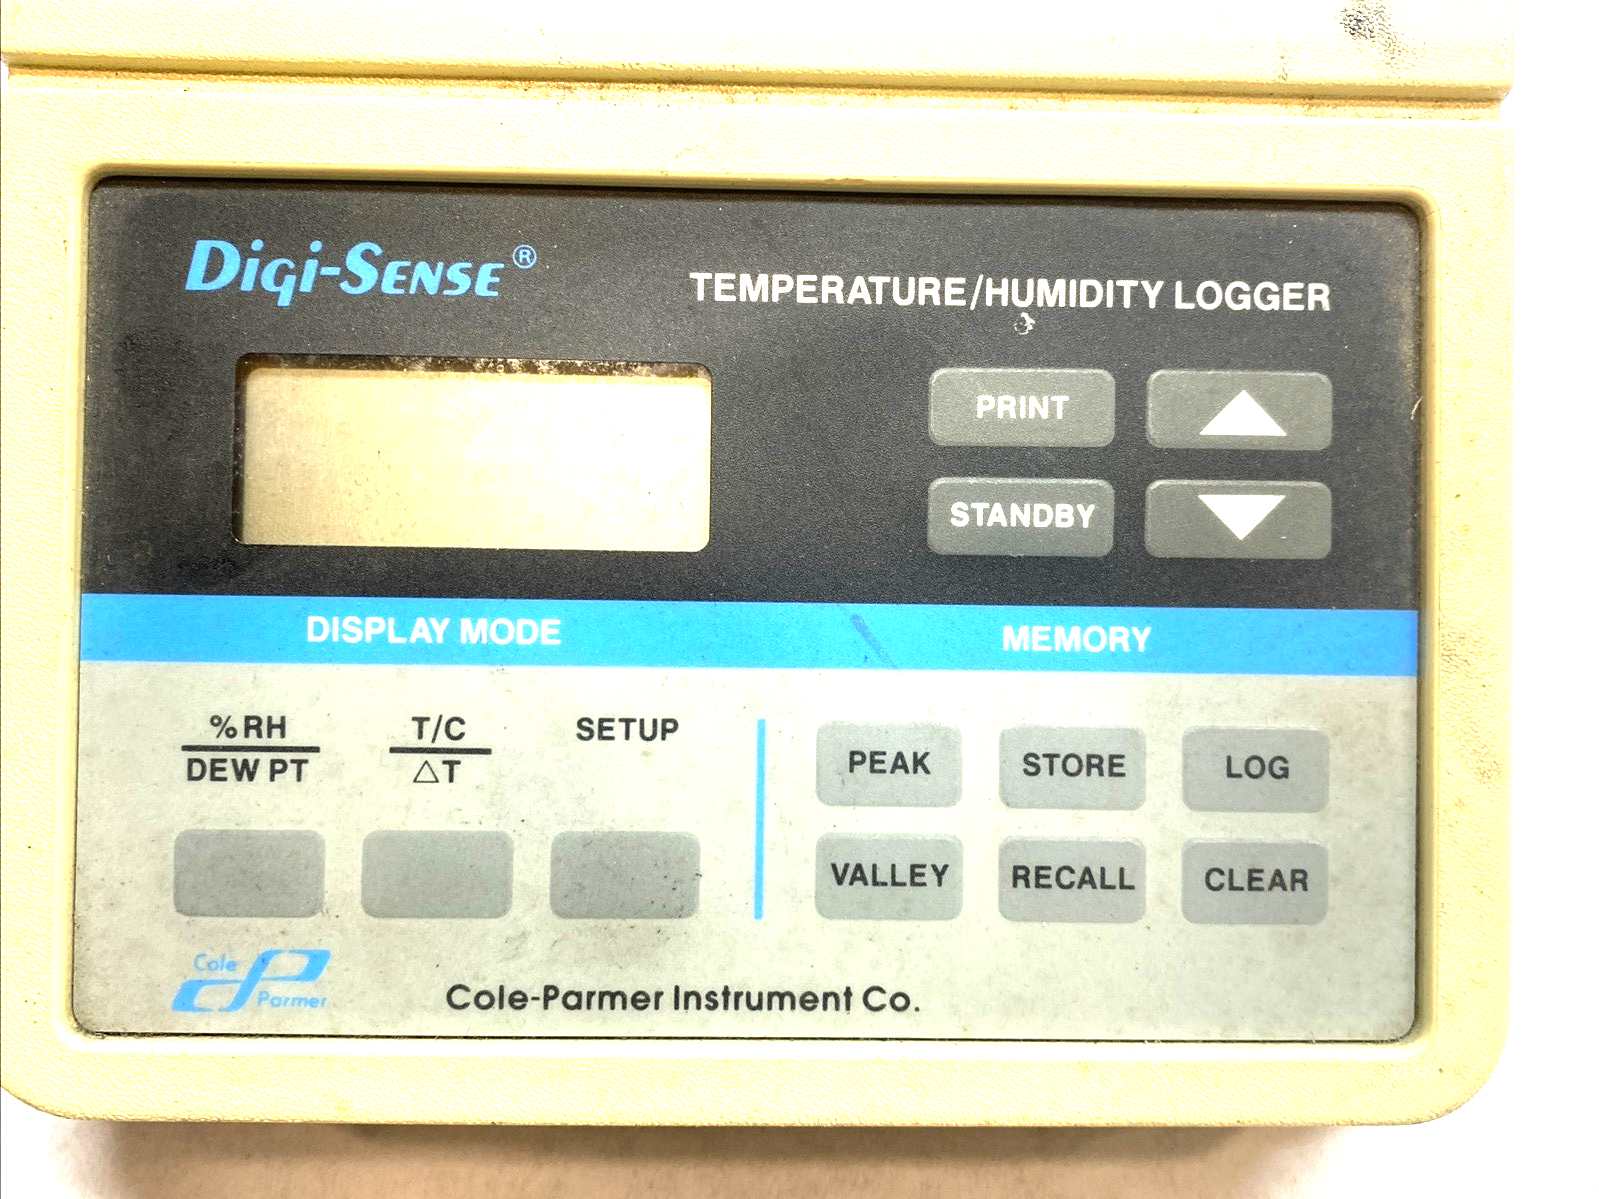 Digi-Sense®
TEMPERATURE/HUMIDITY LOGGER
PRINT
STANDBY
DISPLAY MODE
MEMORY
%RH
DEW PT
T/C
△T
SETUP
PEAK
STORE
LOG
VALLEY
RECALL
CLEAR
Cole
Parmer
Cole-Parmer Instrument Co.